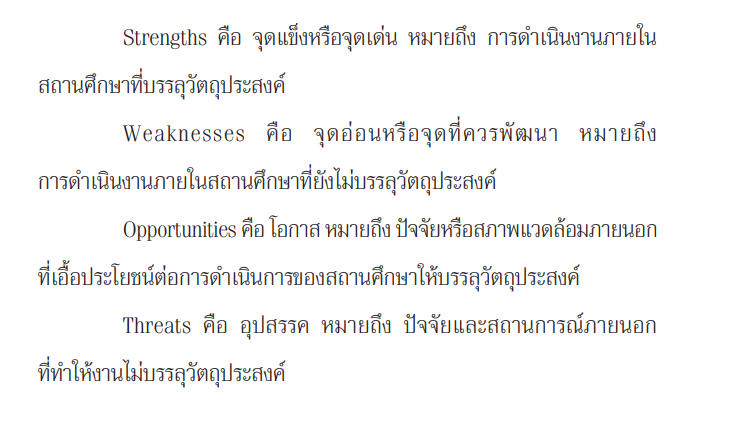 Strengths คือ จุดแข็งหรือจุดเด่น หมายถึง การดำเนินงานภายใน
สถานศึกษาที่บรรลุวัตถุประสงค์
Weaknesses คือ จุดอ่อนหรือจุดที่ควรพัฒนา หมายถึง
การดำเนินงานภายในสถานศึกษาที่ยังไม่บรรลุวัตถุประสงค์
Opportunities คือ โอกาส หมายถึง ปัจจัยหรือสภาพแวดล้อมภายนอก
ที่เอื้อประโยชน์ต่อการดำเนินการของสถานศึกษาให้บรรลุวัตถุประสงค์
Threats คือ อุปสรรค หมายถึง ปัจจัยและสถานการณ์ภายนอก
ที่ทำให้งานไม่บรรลุวัตถุประสงค์